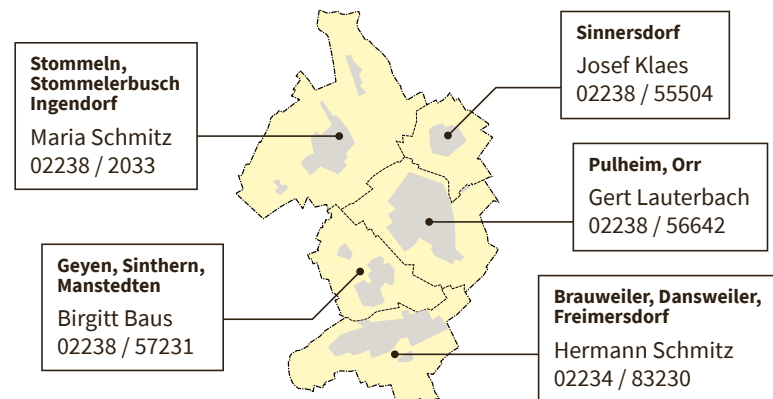 Stommeln,
Stommelerbusch
Ingendorf
Maria Schmitz
02238 / 2033
Sinnersdorf
Josef Klaes
02238 / 55504
Pulheim, Orr
Gert Lauterbach
02238 / 56642
Geyen, Sinthern,
Manstedten
Birgitt Baus
02238 / 57231
Brauweiler, Dansweiler,
Freimersdorf
Hermann Schmitz
02234 / 83230